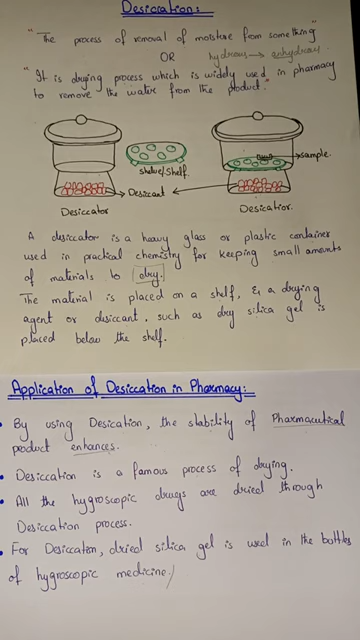 Desiccation:
"The process of removal of moisture from something"
OR hydrous → anhydrous
"It is drying process which is widly used in pharmacy
to remove the water from the product."
shelve/shelf.
sample.
Desiccant
Desiccator
Desicatior.
A desiccator is a heavy glass or plastic container
used in practical chemistry for keeping small amonts
of materials to dry.
The material is placed on a shelf, & a drying
agent or desiccant, such as dry silica gel is
placed below the shelf.
Application of Desiccation in Pharmacy:
• By using Desication, the stability of Pharmacutical
product enhances.
• Desiccation is a famous process of drying.
• All the hygroscopic drugs are dried through
Desiccation process.
• For Desiccation, dried silica gel is used in the bottles
of hygroscopic medicine.